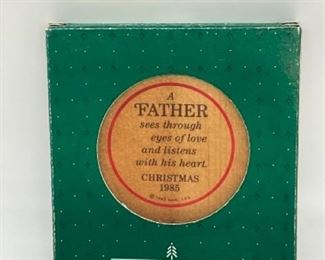 A
FATHER
sees through
eyes of love
and listens
with his heart.
CHRISTMAS
1985